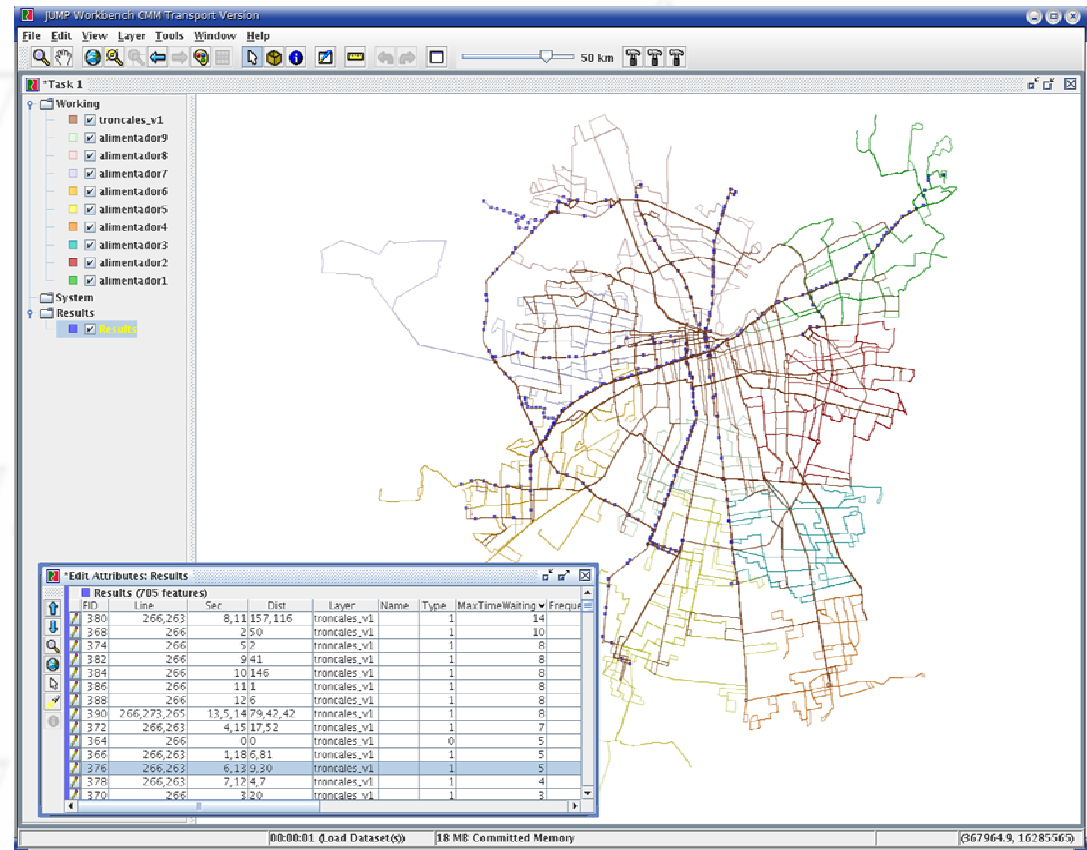 JUMP Workbench CMM Transport Version
File Edit View Layer Tools Window Help
50 km
*Task 1
Working
troncales_v1
alimentador9
alimentador8
alimentador7
alimentador6
alimentador5
alimentador4
alimentador3
alimentador2
alimentador1
System
Results
Results
*Edit Attributes: Results
Results (705 features)
FID Line Sec Dist Layer Name Type MaxTimeWaiting Freque
380 266,263 8,11 157,116 troncales_v1 1 14
368 266 2 50 troncales_v1 1 10
374 266 5 2 troncales_v1 1 8
382 266 9 41 troncales_v1 1 8
384 266 10 146 troncales_v1 1 8
386 266 11 1 troncales_v1 1 8
388 266 12 6 troncales_v1 1 8
390 266,273,265 13,5,14 79,42,42 troncales_v1 1 8
372 266,263 4,15 17,52 troncales_v1 1 7
364 266 0 0 troncales_v1 0 5
366 266,263 1,18 6,81 troncales_v1 1 5
376 266,263 6,13 9,30 troncales_v1 1 5
378 266,263 7,12 4,7 troncales_v1 1 4
370 266 3 20 troncales_v1 1 3
00:00:01 (Load Dataset(s)) 18 MB Committed Memory (367964.9, 16285565)